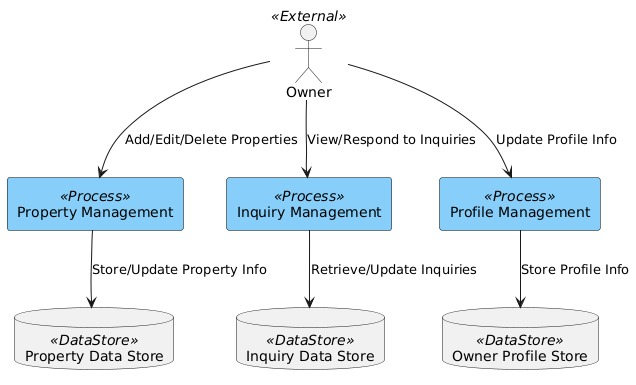 «External»
Owner
Add/Edit/Delete Properties
View/Respond to Inquiries
Update Profile Info
«Process»
Property Management
«Process»
Inquiry Management
«Process»
Profile Management
Store/Update Property Info
Retrieve/Update Inquiries
Store Profile Info
«DataStore»
Property Data Store
«DataStore»
Inquiry Data Store
«DataStore»
Owner Profile Store